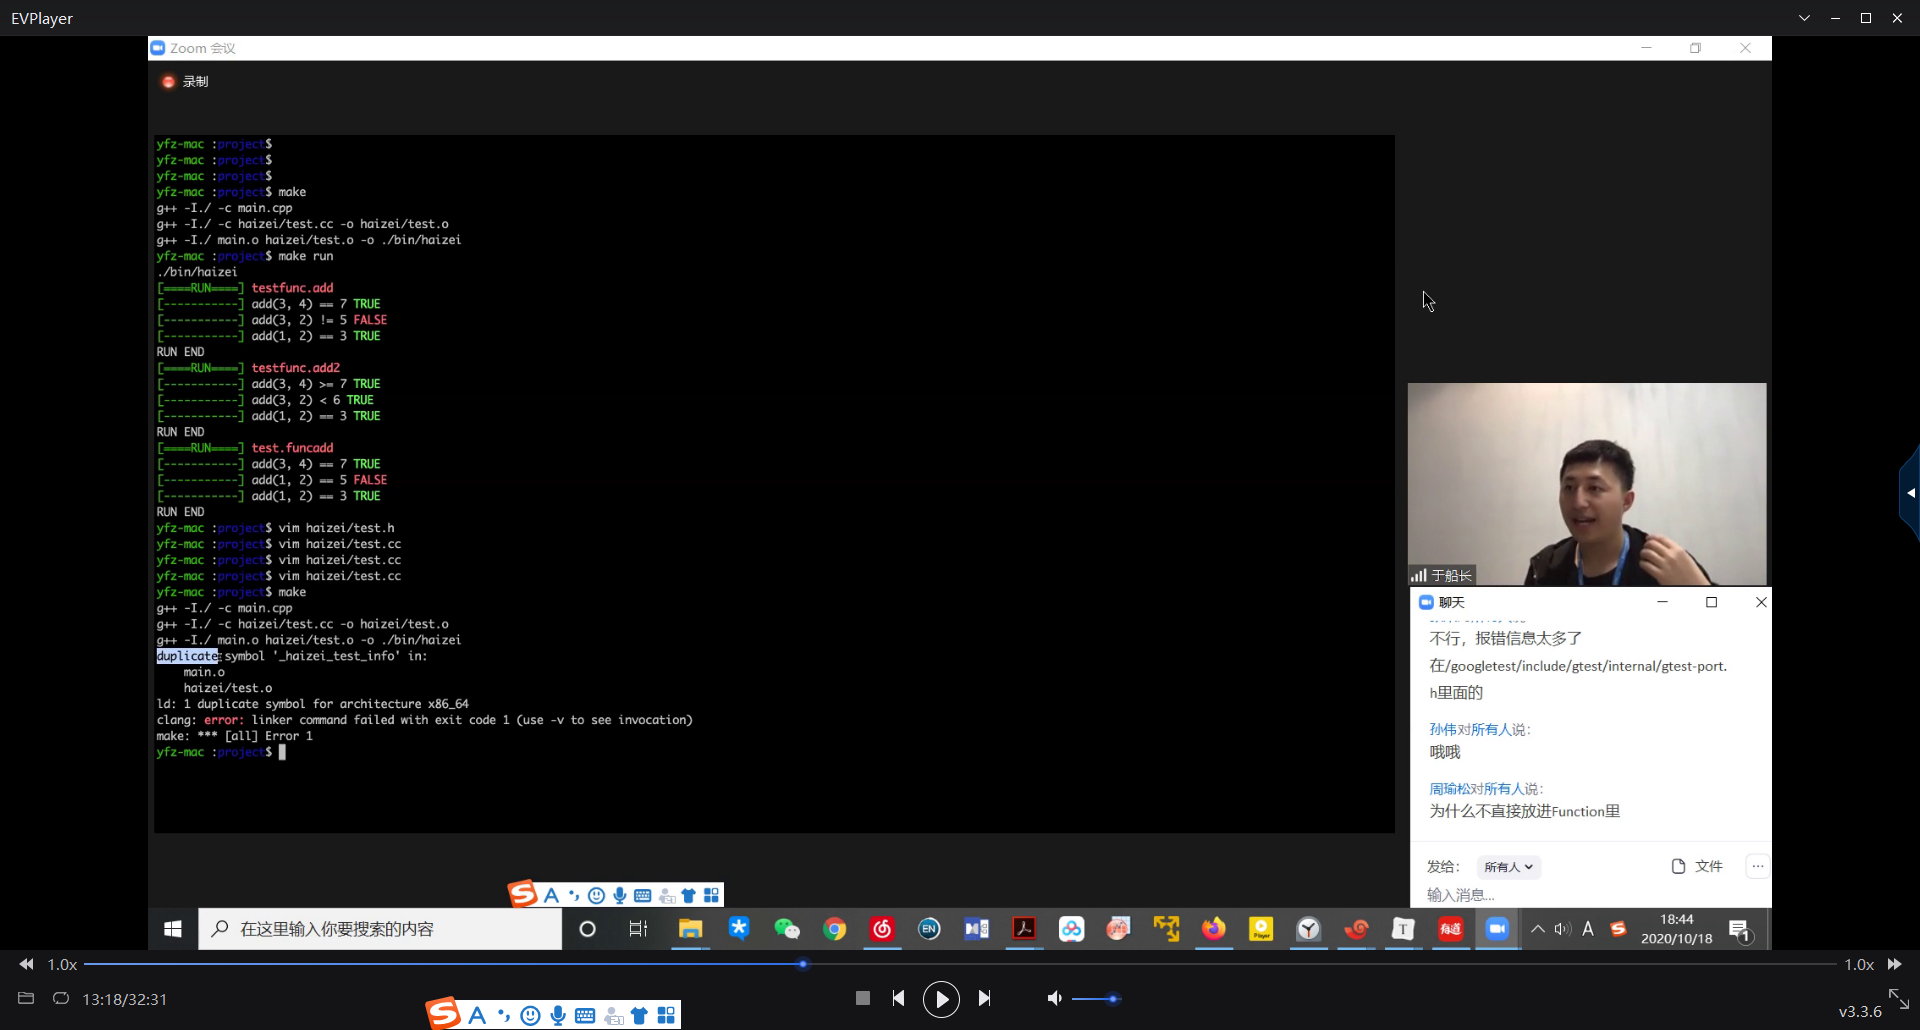 EVPlayer
Zoom 会议
录制
yfz-mac :project$
yfz-mac :project$
yfz-mac :project$
yfz-mac :project$ make
g++ -I./ -c main.cpp
g++ -I./ -c haizei/test.cc -o haizei/test.o
g++ -I./ main.o haizei/test.o -o ./bin/haizei
yfz-mac :project$ make run
./bin/haizei
[====RUN====] testfunc.add
[-----------] add(3, 4) == 7 TRUE
[-----------] add(3, 2) != 5 FALSE
[-----------] add(1, 2) == 3 TRUE
RUN END
[====RUN====] testfunc.add2
[-----------] add(3, 4) >= 7 TRUE
[-----------] add(3, 2) < 6 TRUE
[-----------] add(1, 2) == 3 TRUE
RUN END
[====RUN====] test.funcadd
[-----------] add(3, 4) == 7 TRUE
[-----------] add(1, 2) == 5 FALSE
[-----------] add(1, 2) == 3 TRUE
RUN END
yfz-mac :project$ vim haizei/test.h
yfz-mac :project$ vim haizei/test.cc
yfz-mac :project$ vim haizei/test.cc
yfz-mac :project$ vim haizei/test.cc
yfz-mac :project$ make
g++ -I./ -c main.cpp
g++ -I./ -c haizei/test.cc -o haizei/test.o
g++ -I./ main.o haizei/test.o -o ./bin/haizei
duplicate symbol '_haizei_test_info' in:
main.o
haizei/test.o
ld: 1 duplicate symbol for architecture x86_64
clang: error: linker command failed with exit code 1 (use -v to see invocation)
make: *** [all] Error 1
yfz-mac :project$
于船长
聊天
不行，报错信息太多了
在/googletest/include/gtest/internal/gtest-port.
h里面的
孙伟对所有人说:
哦哦
周瑜松对所有人说:
为什么不直接放进Function里
发给: 所有人 文件
输入消息...
在这里输入你要搜索的内容
EN
有道
A
18:44
2020/10/18
1
1.0x
1.0x
13:18/32:31
v3.3.6